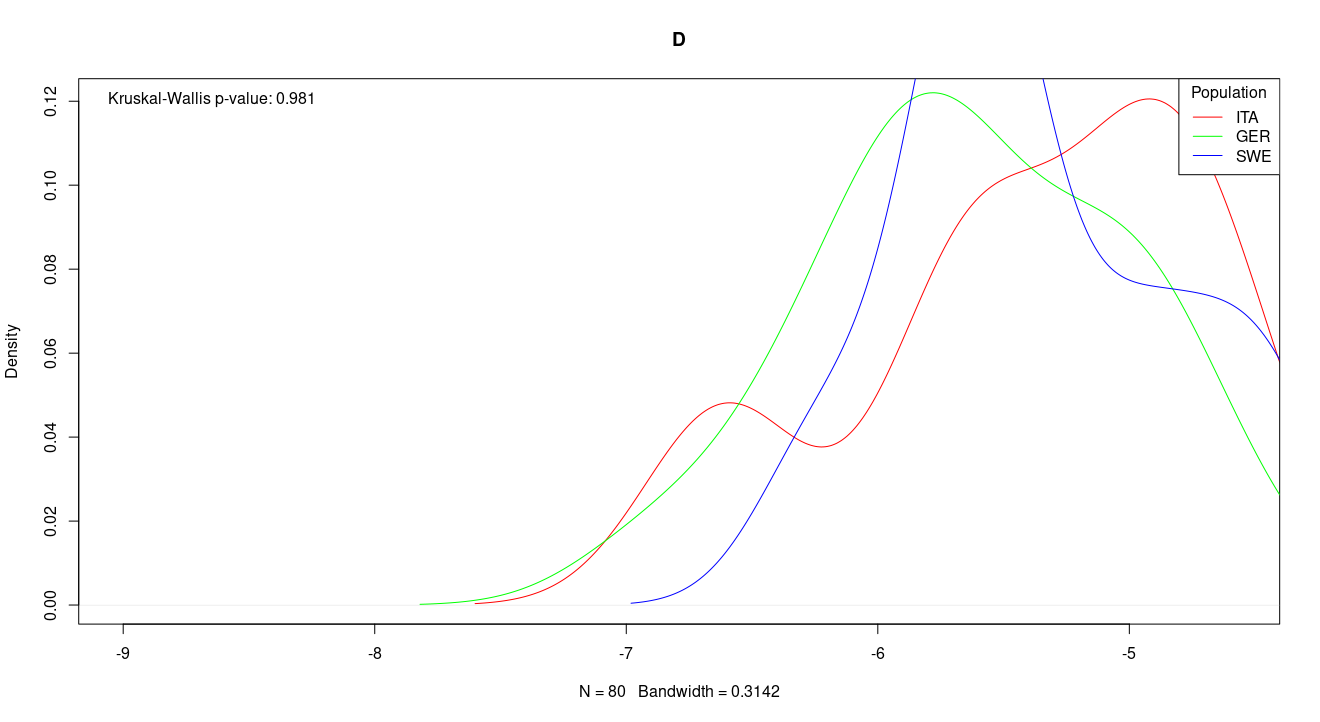 D
Kruskal-Wallis p-value: 0.981
Population
ITA
GER
SWE
Density
0.12
0.10
0.08
0.06
0.04
0.02
0.00
-9 -8 -7 -6 -5
N = 80 Bandwidth = 0.3142